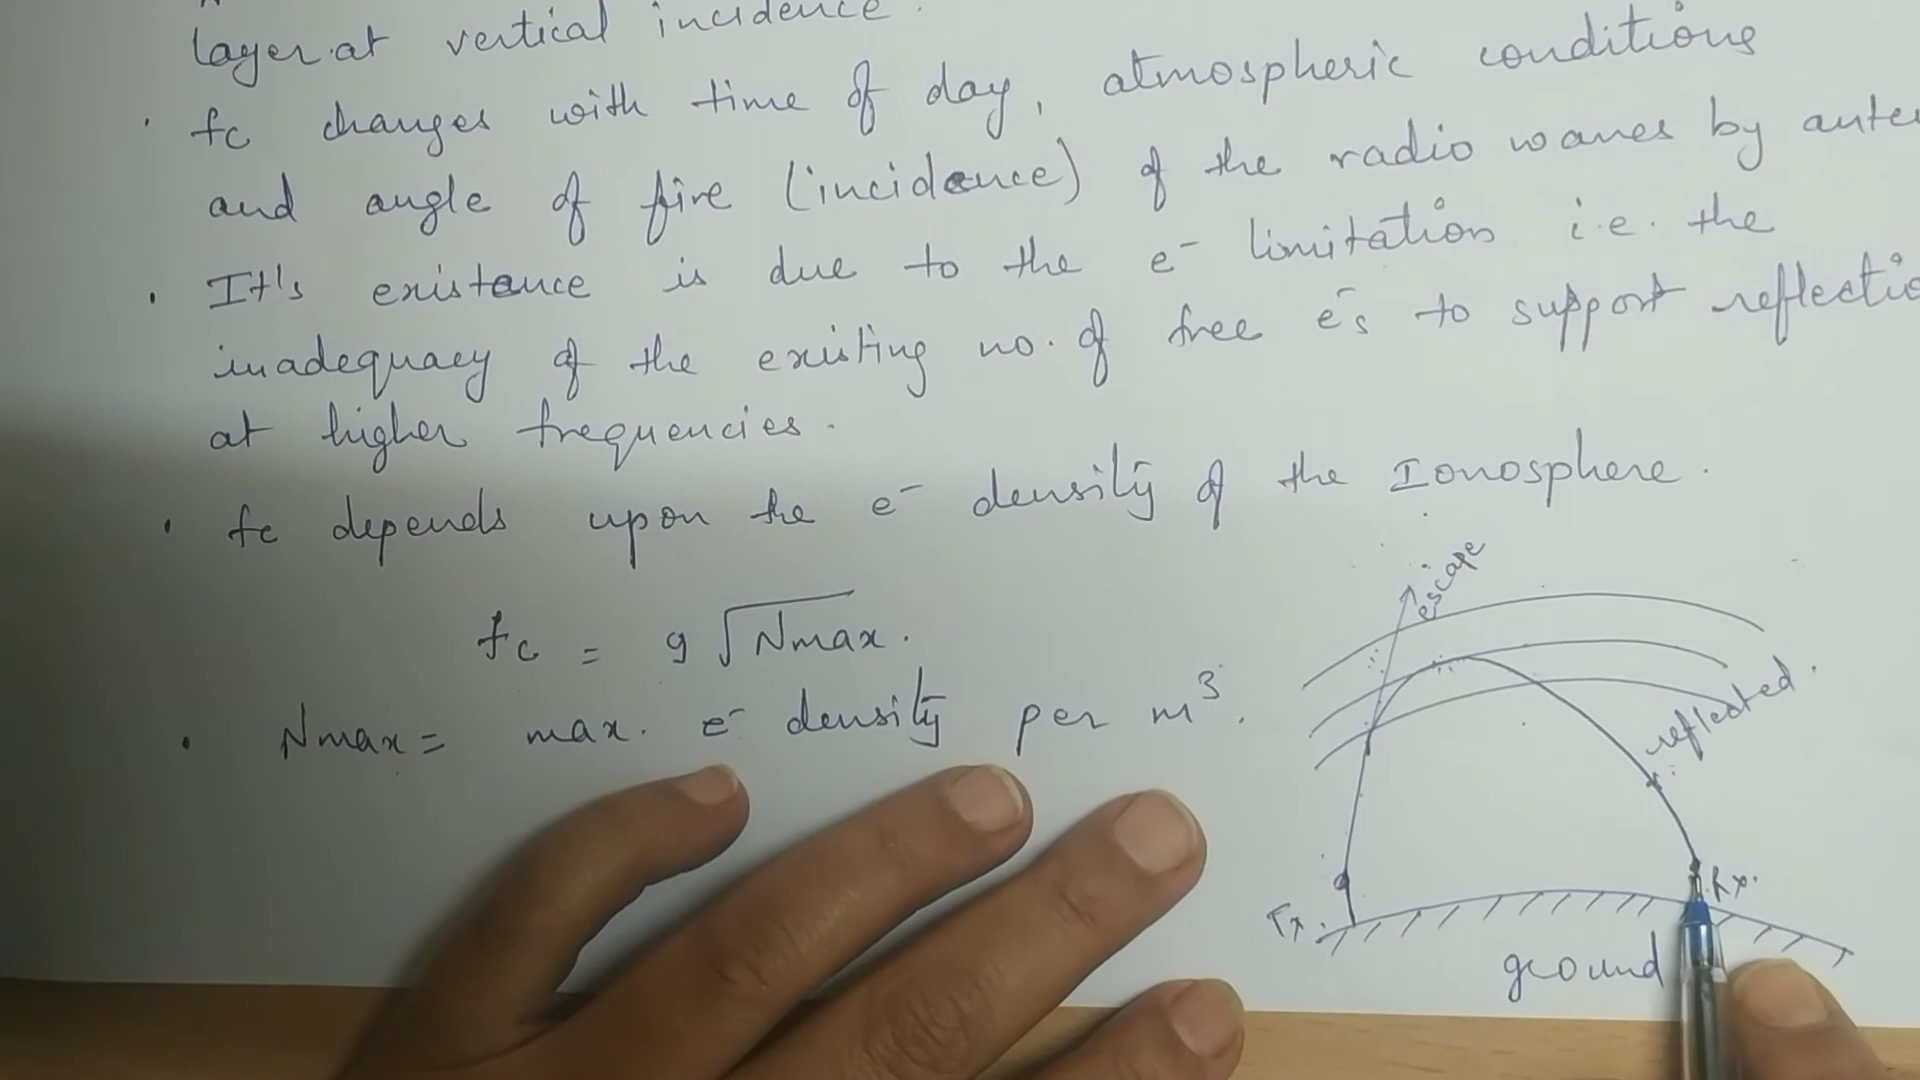 layer at vertical incidence.
· fc changes with time of day, atmospheric conditions
and angle of fire (incidence) of the radio waves by
· It's existence is due to the e⁻ limitation i.e. the
inadequacy of the existing no. of free e⁻s to support
at higher frequencies.
· fc depends upon the e⁻ density of the Ionosphere.
fc = 9 √Nmax.
· Nmax = max. e⁻ density per m³.
escape
reflected.
Tx.
Rx.
ground